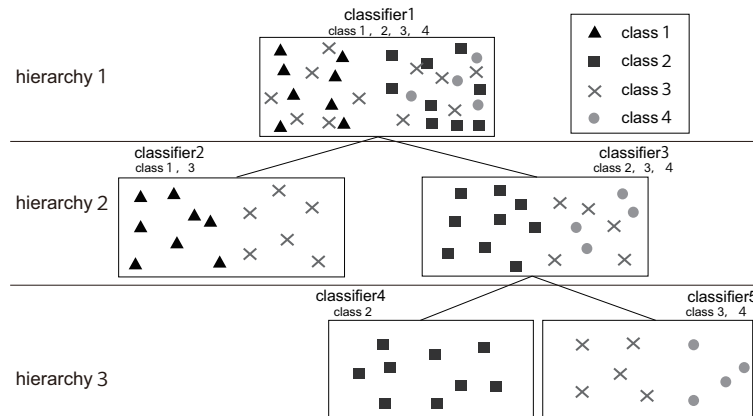 classifier1
class 1, 2, 3, 4
class 1
class 2
class 3
class 4
hierarchy 1
classifier2
class 1, 3
classifier3
class 2, 3, 4
hierarchy 2
classifier4
class 2
classifier5
class 3, 4
hierarchy 3